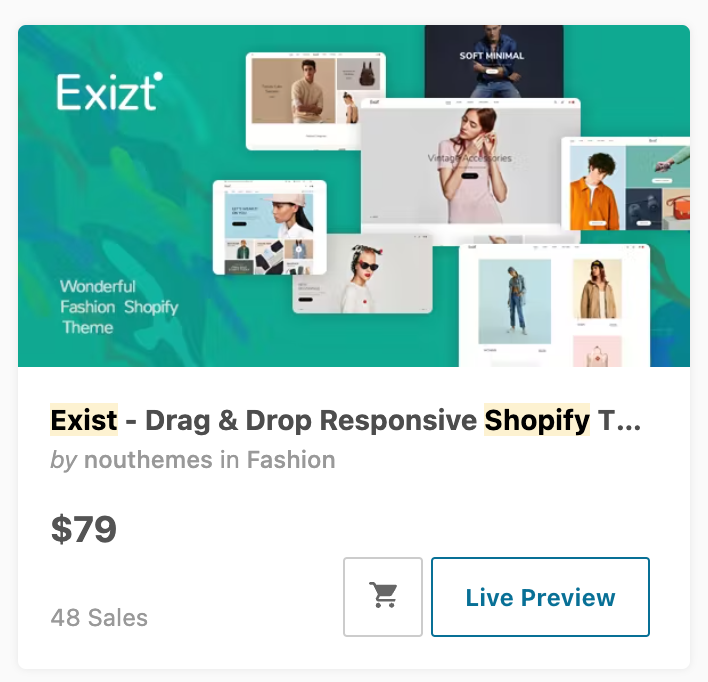 Exizt
SOFT MINIMAL
Vintage Accessories
Wonderful
Fashion Shopify
Theme
Exist - Drag & Drop Responsive Shopify T...
by nouthemes in Fashion
$79
48 Sales
Live Preview